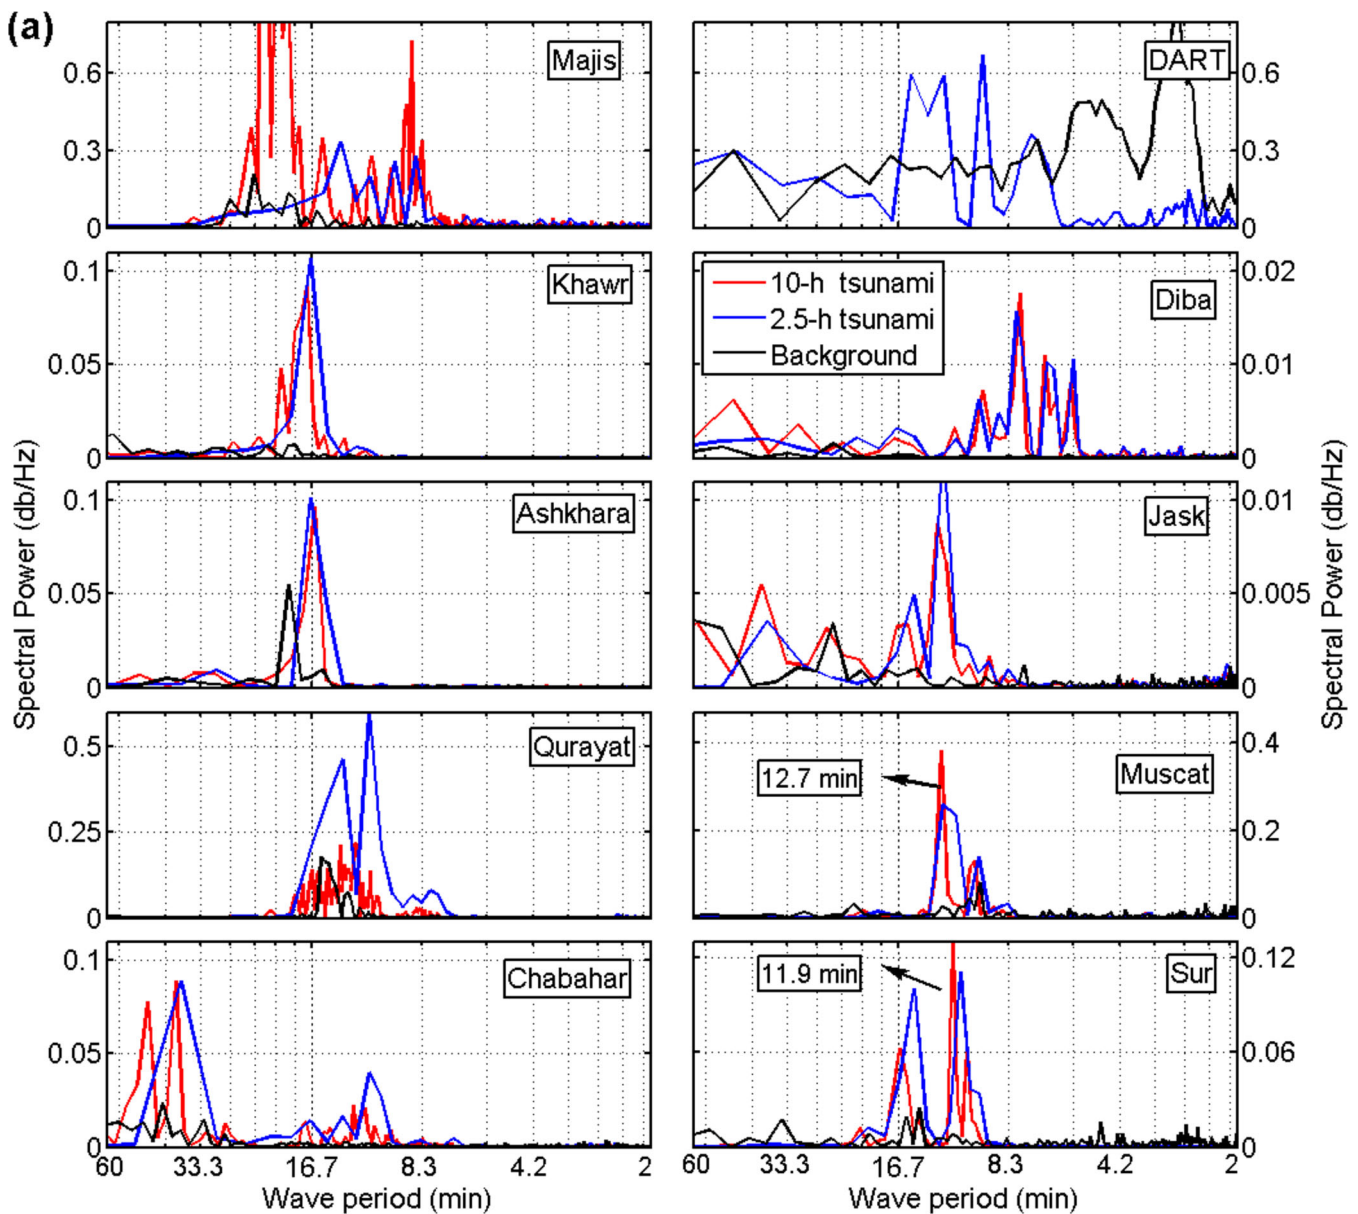 (a)
Majis
DART
0.6
0.3
0
0.6
0.3
0
Khawr
10-h tsunami
2.5-h tsunami
Background
Diba
0.1
0.05
0
0.02
0.01
0
Ashkhara
Jask
0.1
0.05
0
0.01
0.005
0
Spectral Power (db/Hz)
Spectral Power (db/Hz)
Qurayat
12.7 min
Muscat
0.5
0.25
0
0.4
0.2
0
Chabahar
11.9 min
Sur
0.1
0.05
0
0.12
0.06
0
60 33.3 16.7 8.3 4.2 2
60 33.3 16.7 8.3 4.2 2
Wave period (min)
Wave period (min)